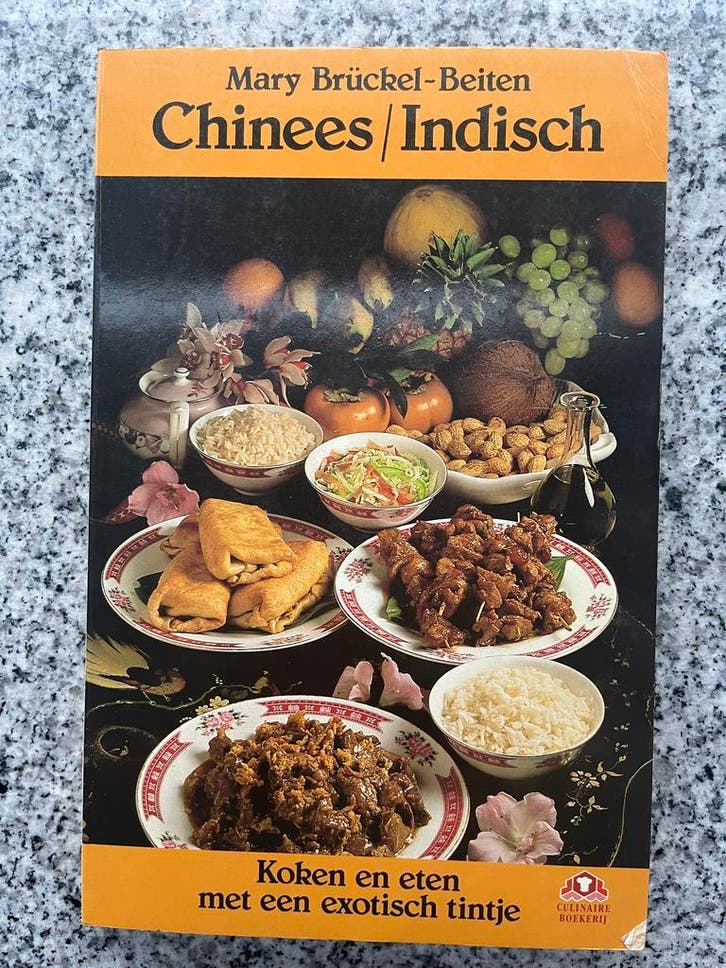 Mary Brückel-Beiten
Chinees/Indisch
Koken en eten
met een exotisch tintje
CULINAIRE
BOEKERIJ